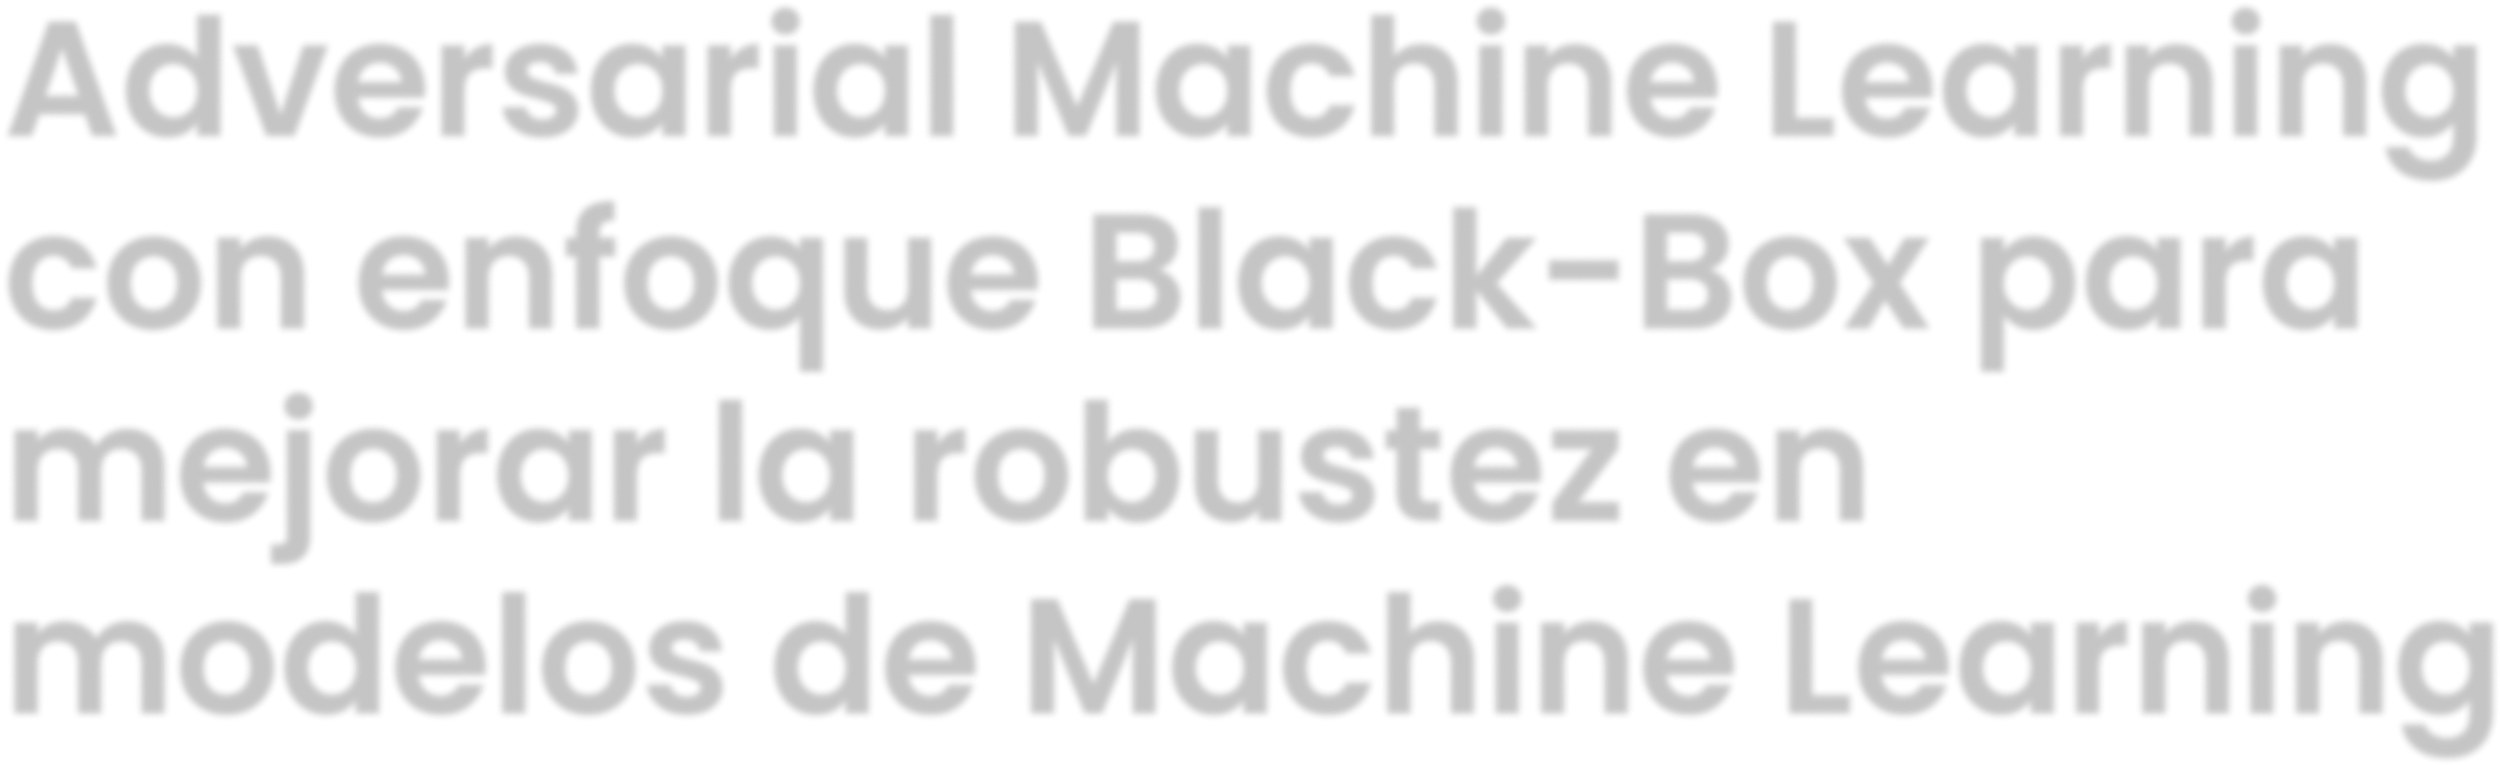 Adversarial Machine Learning
con enfoque Black-Box para
mejorar la robustez en
modelos de Machine Learning